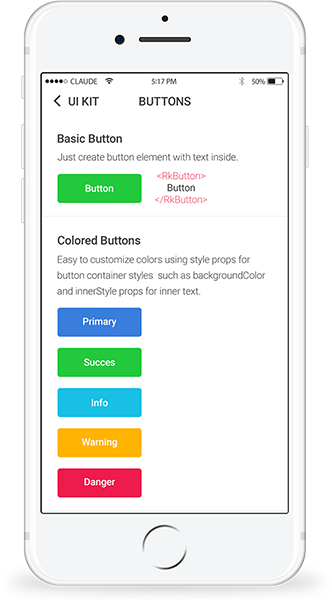 CLAUDE 5:17 PM 50%
UI KIT BUTTONS
Basic Button
Just create button element with text inside.
Button
<RkButton>
Button
</RkButton>
Colored Buttons
Easy to customize colors using style props for
button container styles such as backgroundColor
and innerStyle props for inner text.
Primary
Succes
Info
Warning
Danger